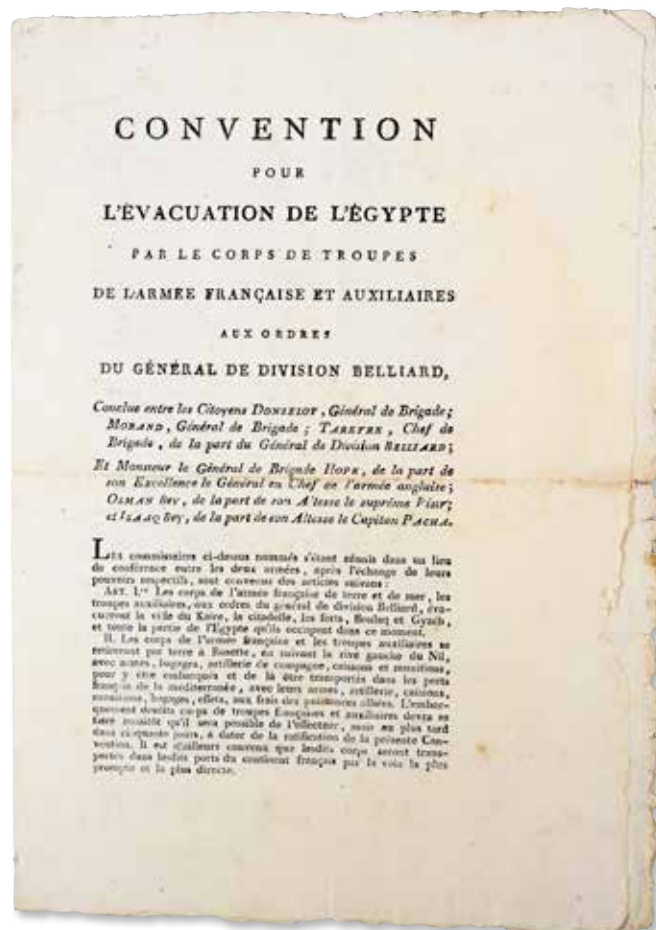 CONVENTION
POUR
L'ÉVACUATION DE L'ÉGYPTE
PAR LE CORPS DE TROUPES
DE L'ARMÉE FRANÇAISE ET AUXILIAIRES
AUX ORDRES
DU GÉNÉRAL DE DIVISION BELLIARD,
Conclue entre les Citoyens DONZELOT, Général de Brigade;
MORAND, Général de Brigade; TAREYRE, Chef de
Brigade, de la part du Général de Division BELLIARD;
Et Monsieur le Général de Brigade HOPE, de la part de
son Excellence le Général en Chef de l'armée anglaise;
OSMAN Bey, de la part de son Altesse le suprême Visir;
et ISAAQ Bey, de la part de son Altesse le Capitan PACHA.
LES commissaires ci-dessus nommés s'étant réunis dans un lieu
de conférence entre les deux armées, après l'échange de leurs
pouvoirs respectifs, sont convenus des articles suivans :
ART. I.er Les corps de l'armée française de terre et de mer, les
troupes auxiliaires, aux ordres du général de division Belliard, éva-
cueront la ville du Kaire, la citadelle, les forts, Boulaq et Gyzéh,
et toute la partie de l'Égypte qu'ils occupent dans ce moment.
II. Les corps de l'armée française et les troupes auxiliaires se
retireront par terre à Rosette, en suivant la rive gauche du Nil,
avec armes, bagages, artillerie de campagne, caissons et munitions,
pour y être embarqués et de là être transportés dans les ports
français de la méditerranée, avec leurs armes, artillerie, caissons,
munitions, bagages, effets, aux frais des puissances alliées. L'embar-
quement desdits corps de troupes françaises et auxiliaires devra se
faire aussitôt qu'il sera possible de l'effectuer, mais au plus tard
dans cinquante jours, à dater de la ratification de la présente Con-
vention. Il est d'ailleurs convenu que lesdits corps seront trans-
portés dans lesdits ports du continent français par la voie la plus
prompte et la plus directe.